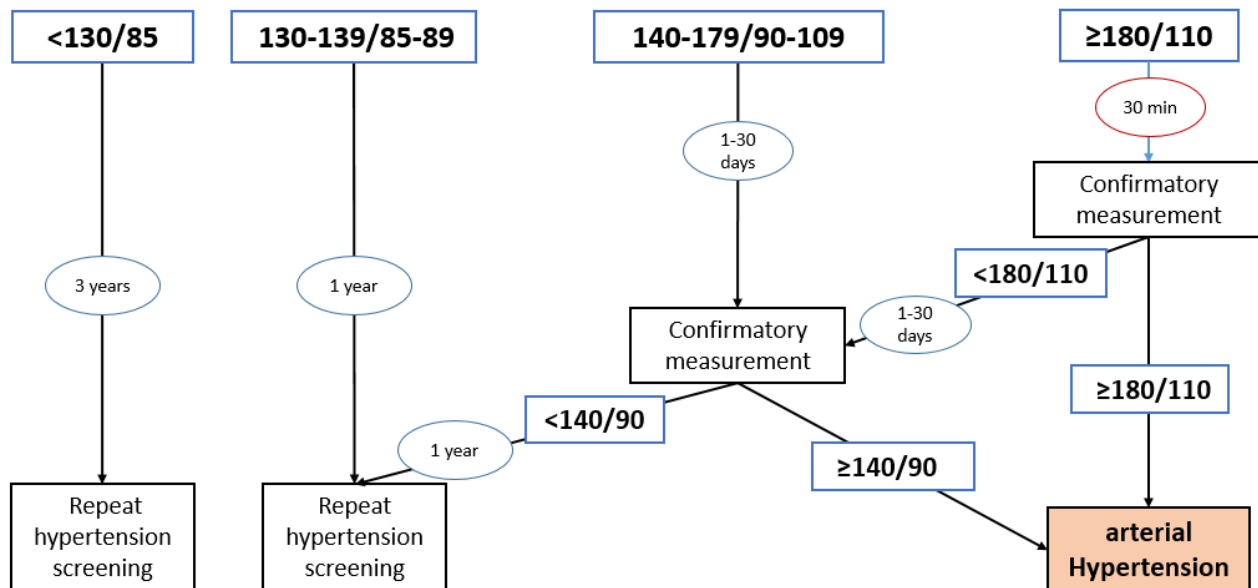 <130/85
130-139/85-89
140-179/90-109
≥180/110
30 min
1-30
days
Confirmatory
measurement
<180/110
3 years
1 year
1-30
days
Confirmatory
measurement
≥180/110
<140/90
1 year
≥140/90
Repeat
hypertension
screening
Repeat
hypertension
screening
arterial
Hypertension